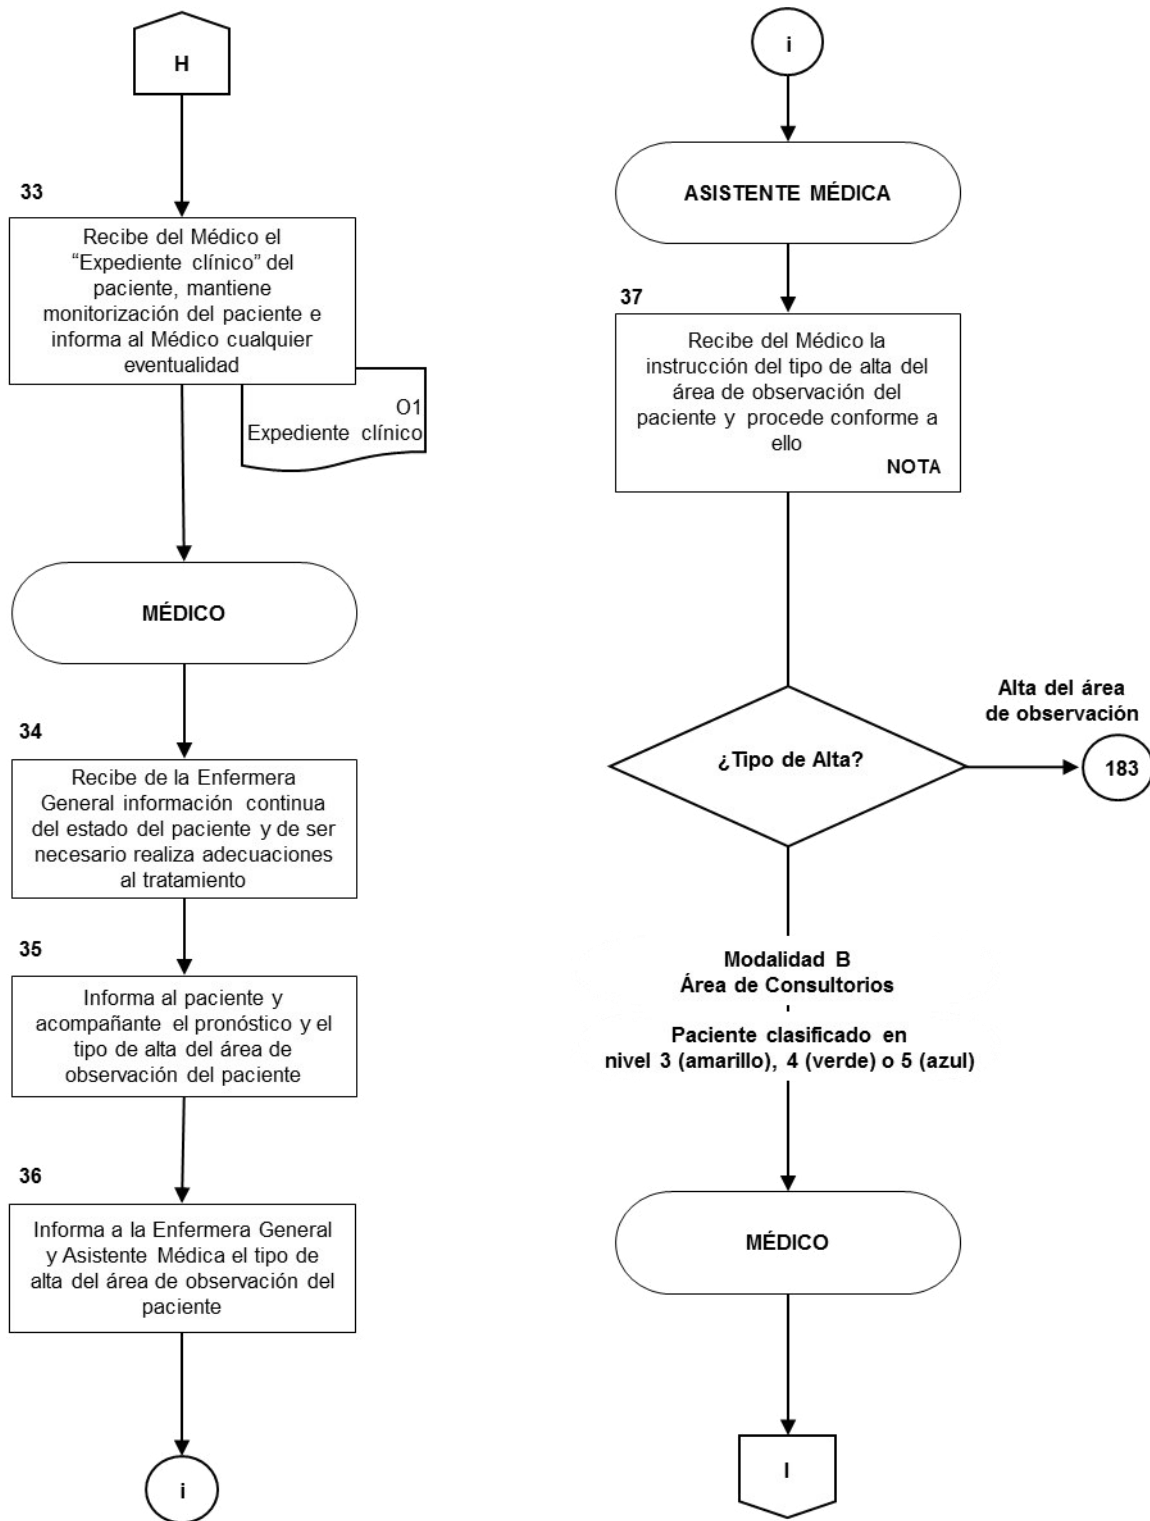 H
33
Recibe del Médico el
“Expediente clínico” del
paciente, mantiene
monitorización del paciente e
informa al Médico cualquier
eventualidad
O1
Expediente clínico
MÉDICO
34
Recibe de la Enfermera
General información continua
del estado del paciente y de ser
necesario realiza adecuaciones
al tratamiento
35
Informa al paciente y
acompañante el pronóstico y el
tipo de alta del área de
observación del paciente
36
Informa a la Enfermera General
y Asistente Médica el tipo de
alta del área de observación del
paciente
i
i
ASISTENTE MÉDICA
37
Recibe del Médico la
instrucción del tipo de alta del
área de observación del
paciente y procede conforme a
ello
NOTA
¿Tipo de Alta?
Alta del área
de observación
183
Modalidad B
Área de Consultorios
Paciente clasificado en
nivel 3 (amarillo), 4 (verde) o 5 (azul)
MÉDICO
I